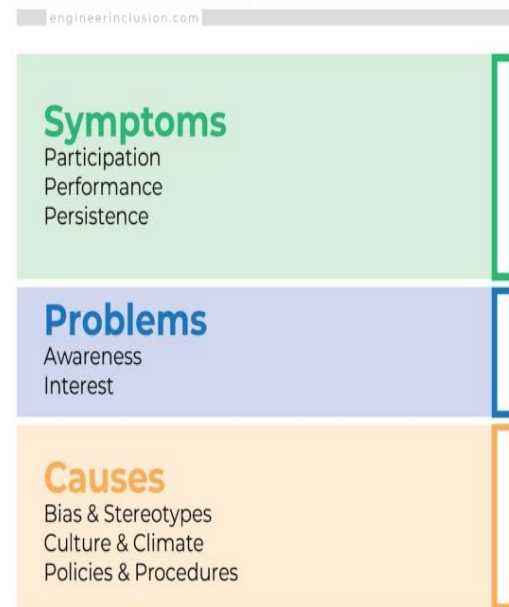 engineerinclusion.com
Symptoms
Participation
Performance
Persistence
Problems
Awareness
Interest
Causes
Bias & Stereotypes
Culture & Climate
Policies & Procedures